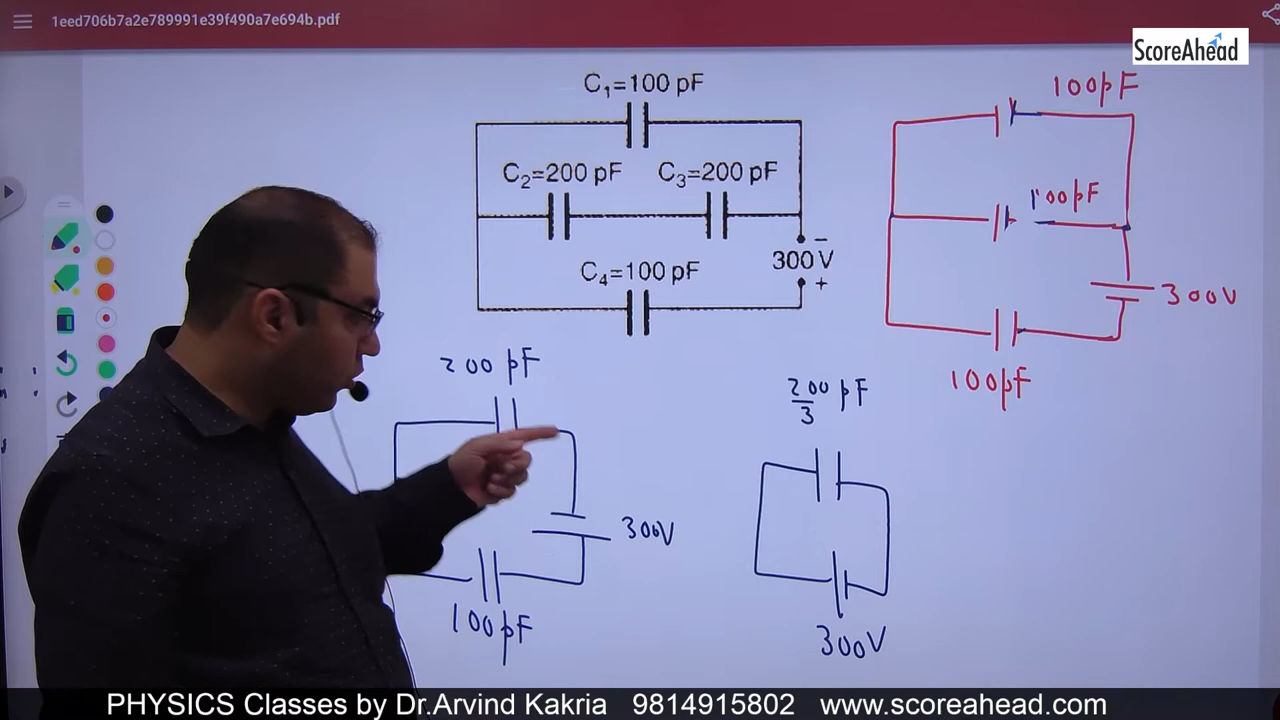 1eed706b7a2e789991e39f490a7e694b.pdf
ScoreAhead
C₁=100 pF
C₂=200 pF C₃=200 pF
300 V
C₄=100 pF
100pF
100pF
300V
100pF
200 pF
300V
100pF
200/3 pF
300V
PHYSICS Classes by Dr.Arvind Kakria 9814915802 www.scoreahead.com